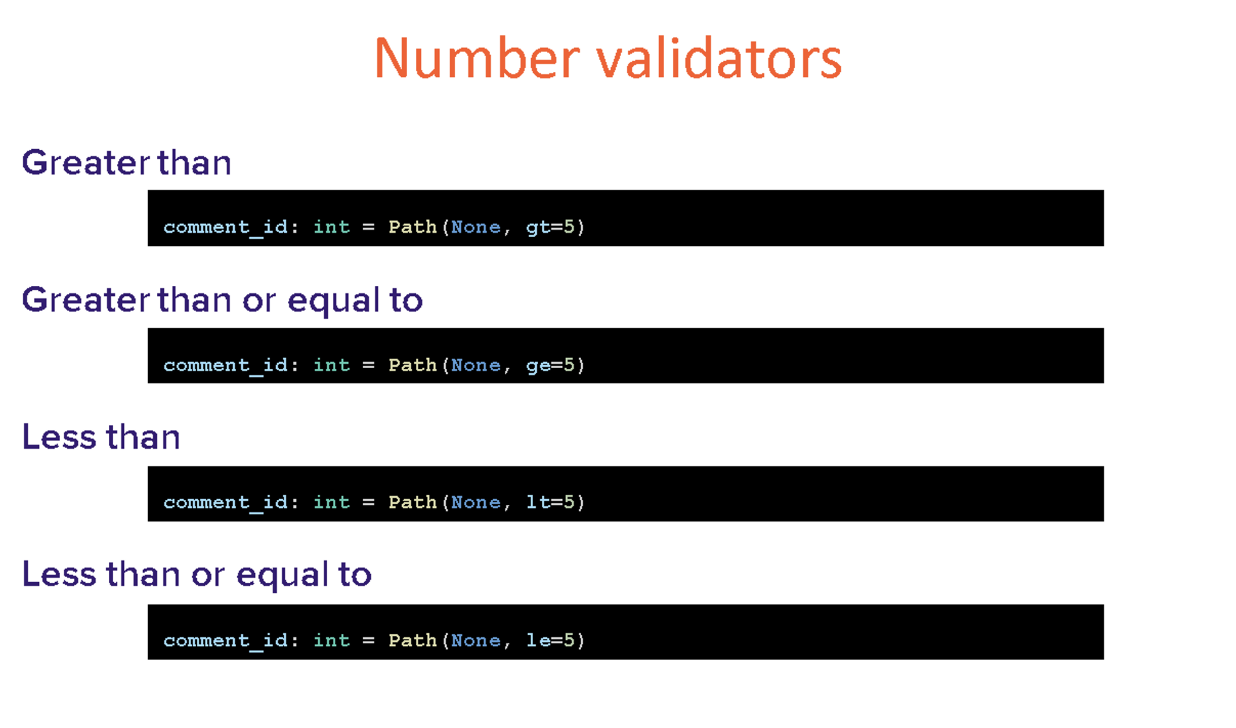 Number validators
Greater than
comment_id: int = Path(None, gt=5)
Greater than or equal to
comment_id: int = Path(None, ge=5)
Less than
comment_id: int = Path(None, lt=5)
Less than or equal to
comment_id: int = Path(None, le=5)